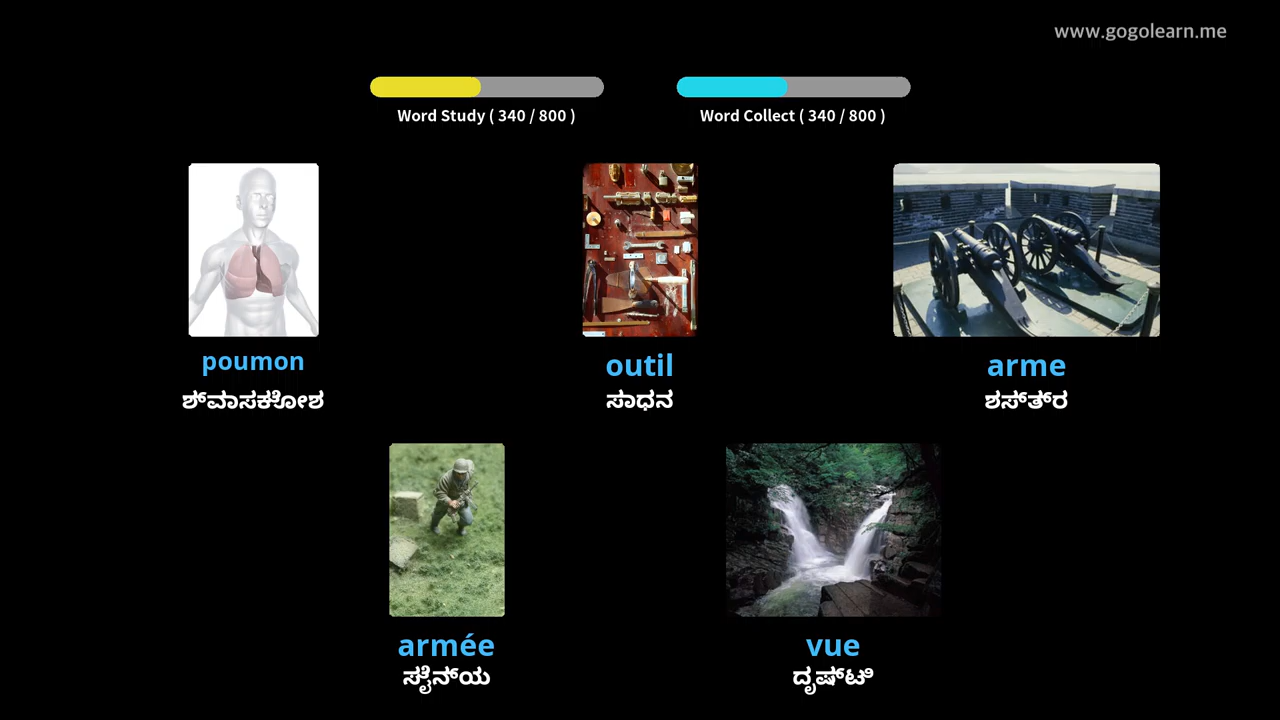 www.gogolearn.me
Word Study ( 340 / 800 )
Word Collect ( 340 / 800 )
poumon
ಶ್ವಾಸಕೋಶ
outil
ಸಾಧನ
arme
ಶಸ್ತ್ರ
armée
ಸೈನ್ಯ
vue
ದೃಷ್ಟಿ